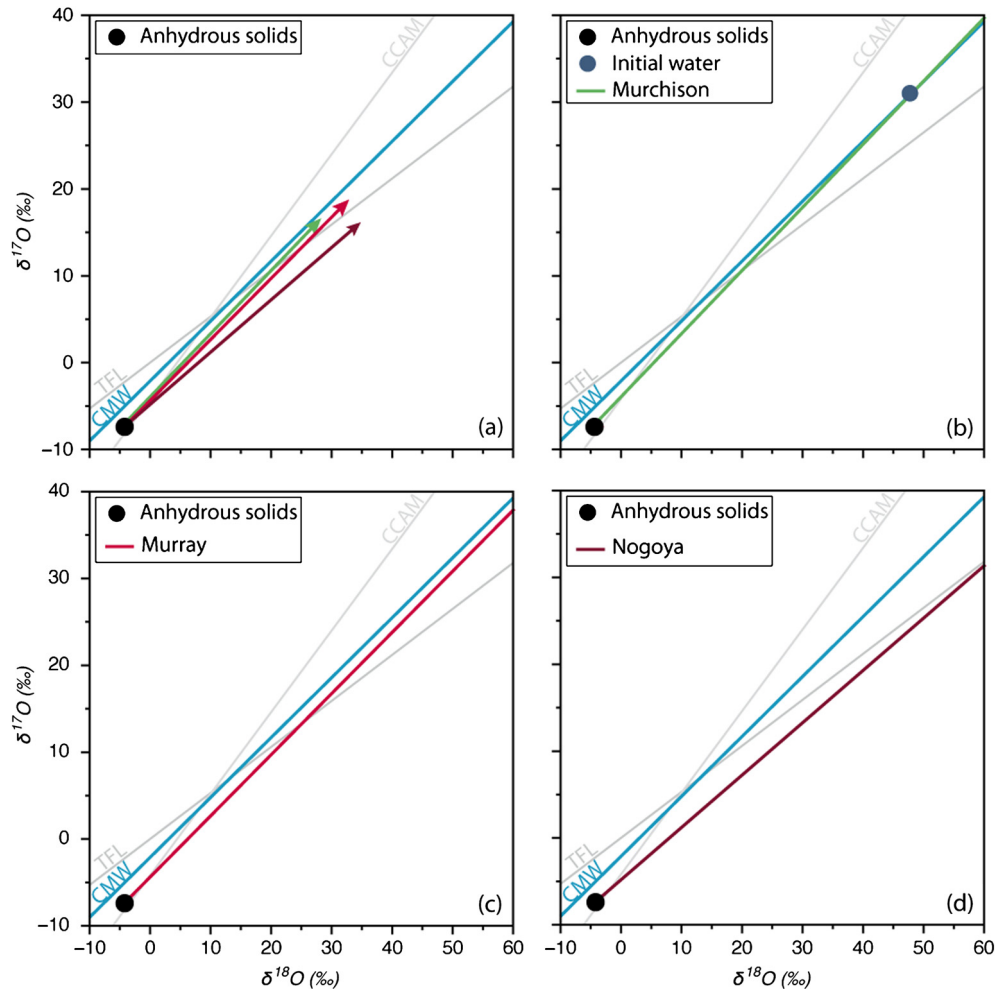 40
30
20
10
0
−10
δ¹⁷O (‰)
Anhydrous solids
CCAM
TFL
CMW
(a)
Anhydrous solids
Initial water
Murchison
CCAM
TFL
CMW
(b)
40
30
20
10
0
−10
δ¹⁷O (‰)
Anhydrous solids
Murray
CCAM
TFL
CMW
(c)
−10 0 10 20 30 40 50 60
δ¹⁸O (‰)
Anhydrous solids
Nogoya
CCAM
TFL
CMW
(d)
−10 0 10 20 30 40 50 60
δ¹⁸O (‰)